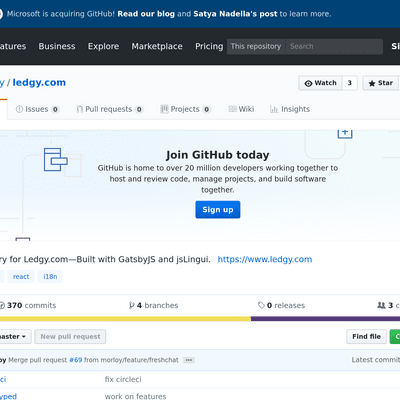 Microsoft is acquiring GitHub! Read our blog and Satya Nadella's post to learn more.
eatures Business Explore Marketplace Pricing This repository Search Si
y / ledgy.com Watch 3 Star
Issues 0 Pull requests 0 Projects 0 Wiki Insights
Join GitHub today
GitHub is home to over 20 million developers working together to
host and review code, manage projects, and build software
together.
Sign up
ry for Ledgy.com—Built with GatsbyJS and jsLingui. https://www.ledgy.com
react i18n
370 commits 4 branches 0 releases 3 c
master New pull request Find file C
oy Merge pull request #69 from morloy/feature/freshchat ... Latest commit
ci fix circleci
yped work on features